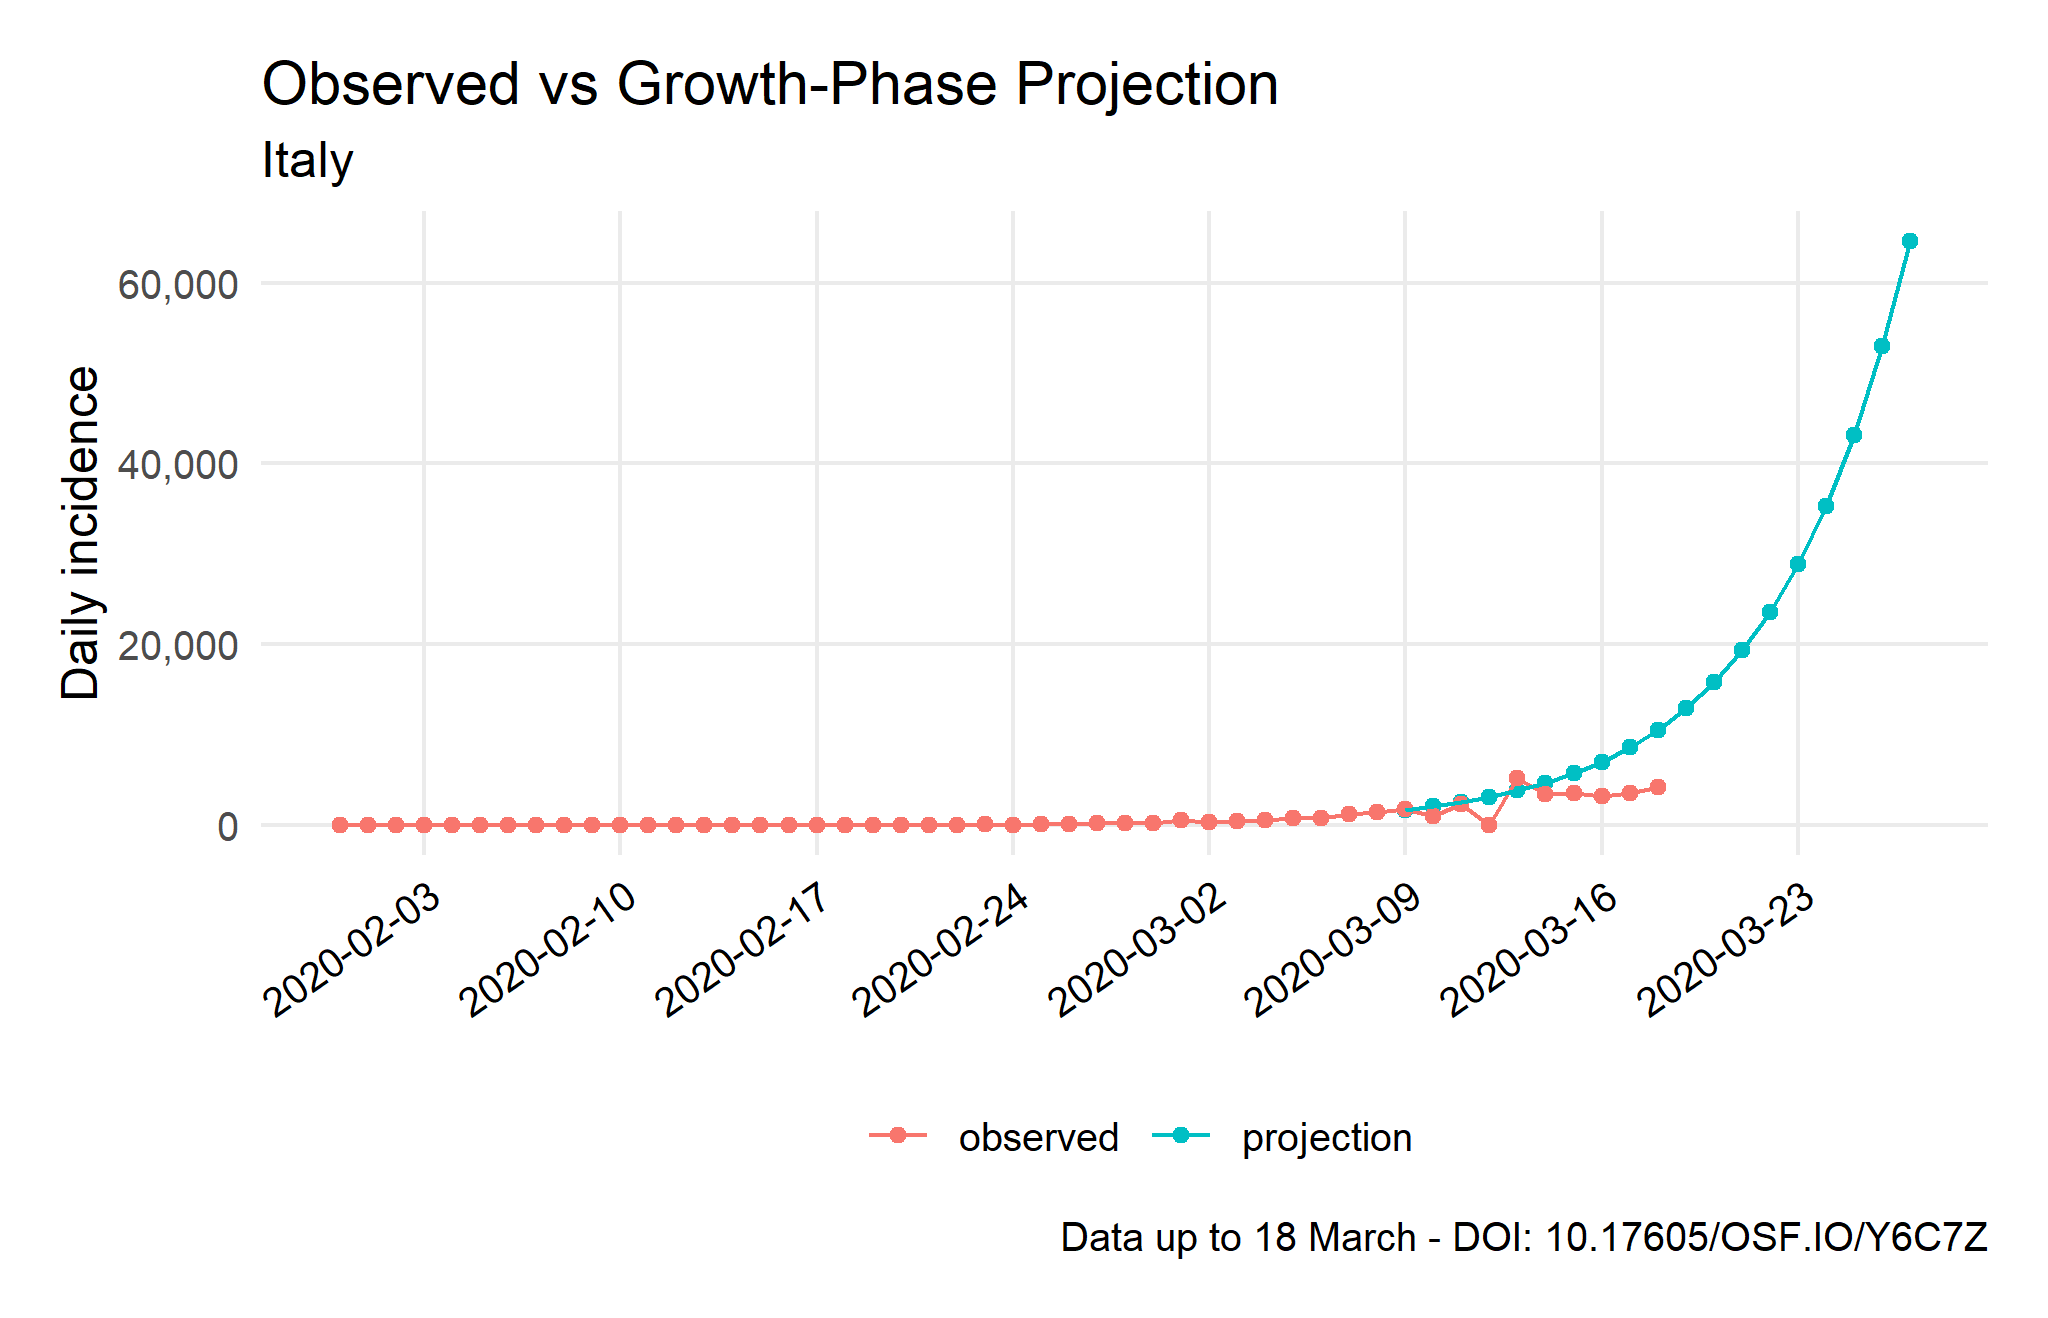 Observed vs Growth-Phase Projection
Italy
Daily incidence
60,000
40,000
20,000
0
2020-02-03
2020-02-10
2020-02-17
2020-02-24
2020-03-02
2020-03-09
2020-03-16
2020-03-23
observed
projection
Data up to 18 March - DOI: 10.17605/OSF.IO/Y6C7Z